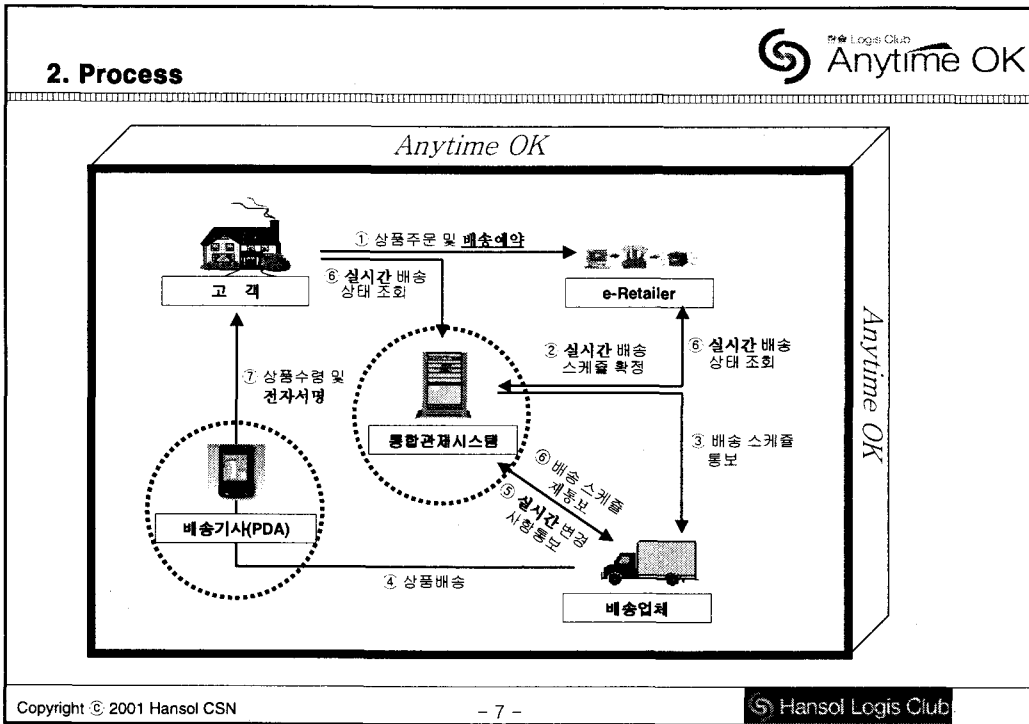 2. Process
한솔 Logis Club
Anytime OK
Anytime OK
① 상품주문 및 배송예약
⑥ 실시간 배송
상태 조회
고 객
e-Retailer
② 실시간 배송
스케쥴 확정
⑥ 실시간 배송
상태 조회
Anytime OK
⑦ 상품수령 및
전자서명
통합관제시스템
③ 배송 스케쥴
통보
⑥ 배송 스케쥴
재통보
⑤ 실시간 변경
사항통보
배송기사(PDA)
④ 상품배송
배송업체
Copyright ⓒ 2001 Hansol CSN
- 7 -
Hansol Logis Club